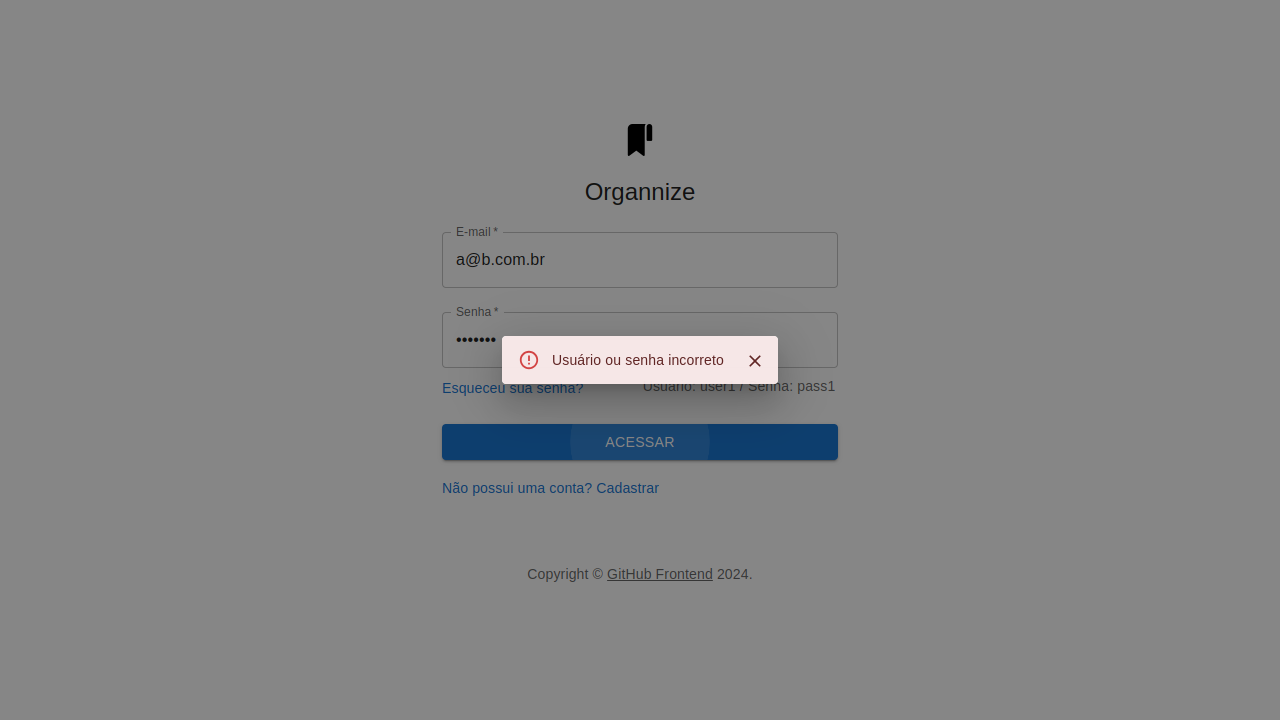 Organnize
E-mail *
a@b.com.br
Senha *
•••••••
Usuário ou senha incorreto
Esqueceu sua senha?
Usuário: user1 / Senha: pass1
ACESSAR
Não possui uma conta? Cadastrar
Copyright © GitHub Frontend 2024.